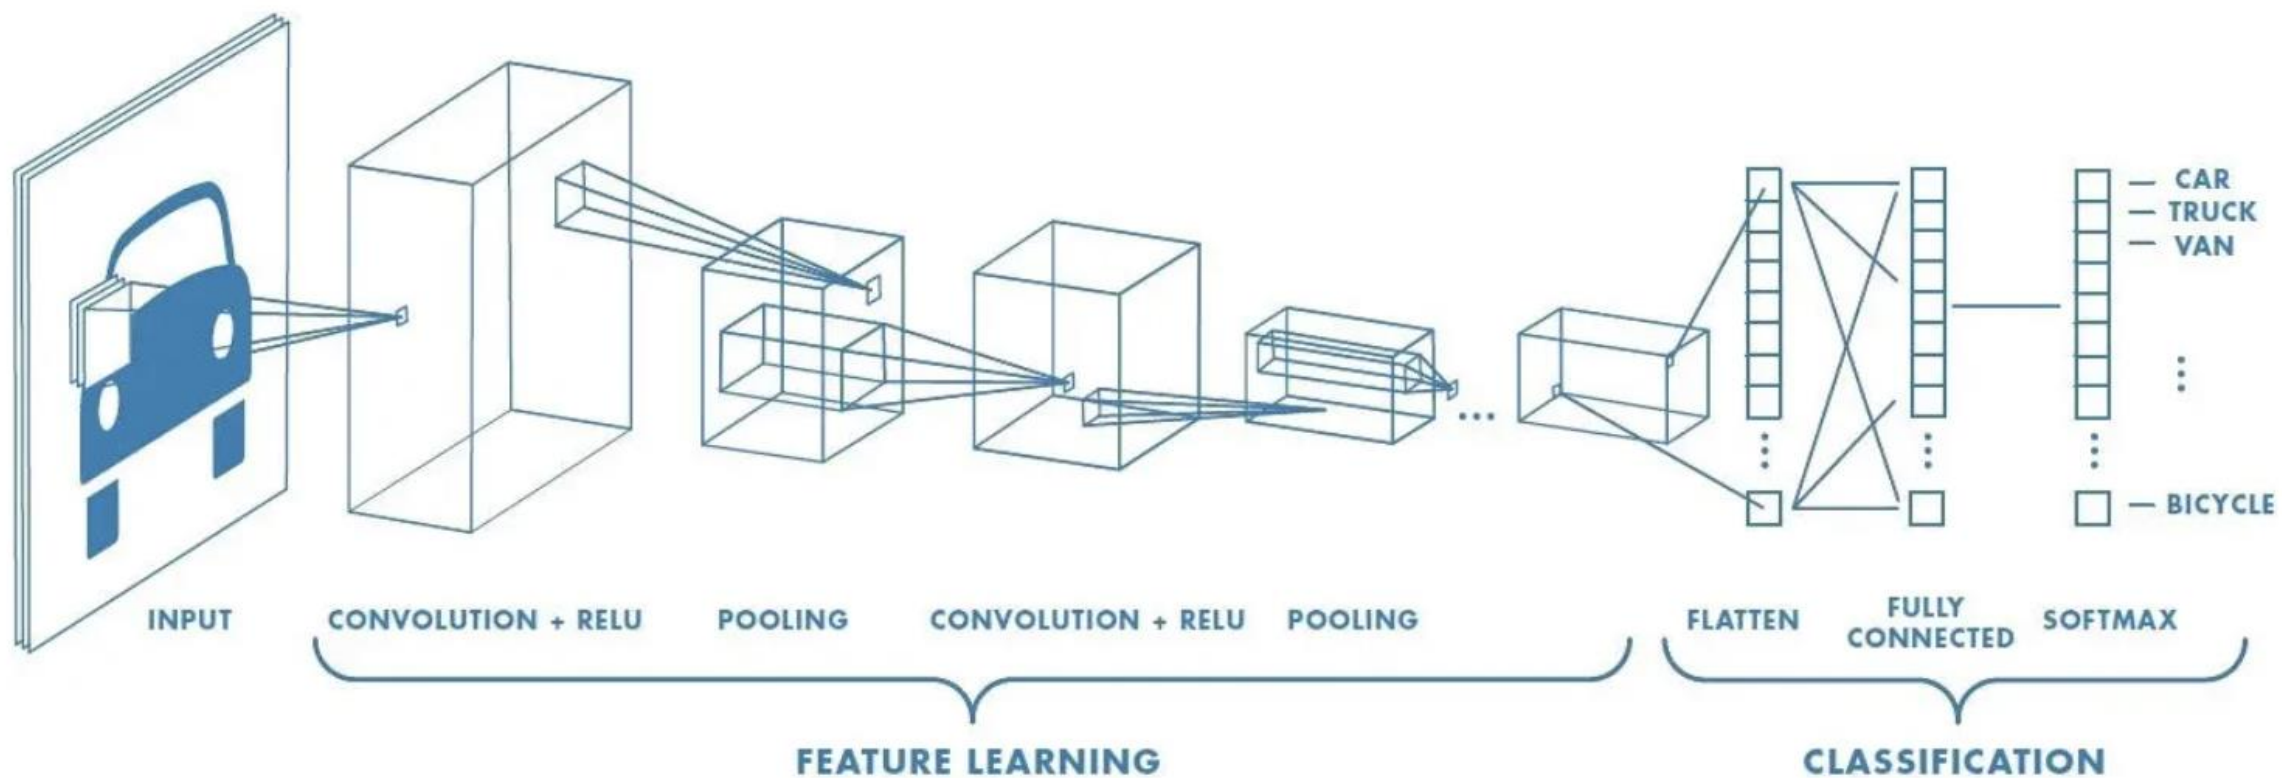 CAR
TRUCK
VAN
BICYCLE
INPUT
CONVOLUTION + RELU
POOLING
CONVOLUTION + RELU
POOLING
FLATTEN
FULLY
CONNECTED
SOFTMAX
FEATURE LEARNING
CLASSIFICATION